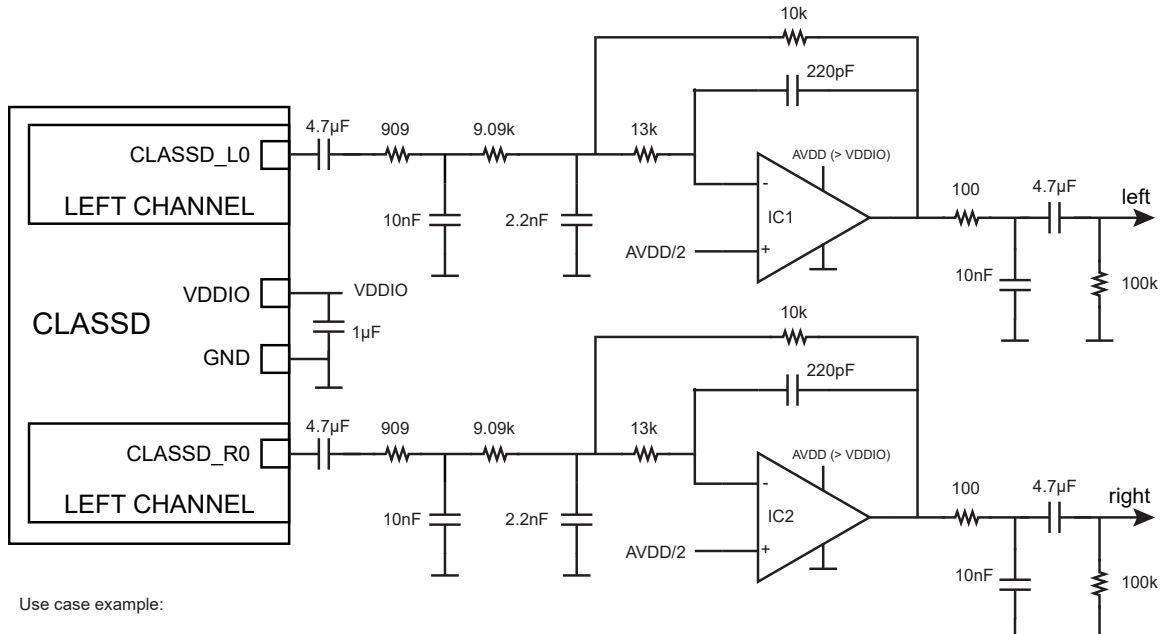 10k
220pF
4.7µF
909
9.09k
13k
CLASSD_L0
LEFT CHANNEL
10nF
2.2nF
AVDD (> VDDIO)
-
IC1
+
AVDD/2
100
4.7µF
left
10nF
100k
VDDIO
VDDIO
CLASSD
1µF
GND
10k
220pF
4.7µF
909
9.09k
13k
CLASSD_R0
LEFT CHANNEL
10nF
2.2nF
AVDD (> VDDIO)
-
IC2
+
AVDD/2
100
4.7µF
right
10nF
100k
Use case example: